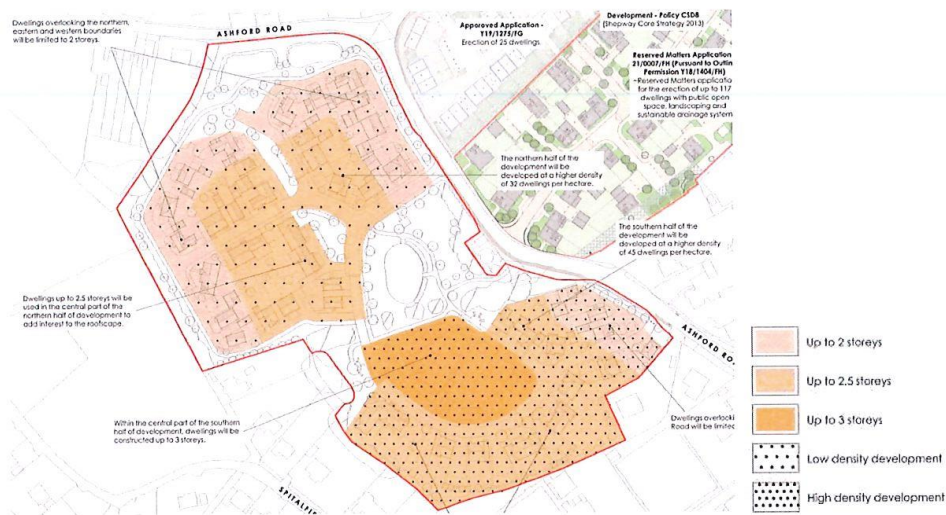 Dwellings overlooking the northern,
eastern and western boundaries
will be limited to 2 storeys.
ASHFORD ROAD
Apporoved Application -
Y19/1275/FG
Erection of 25 dwellings.
Development - Policy CSD8
(Shepway Core Strategy 2013)
Reserved Matters Application
21/0007/FH (Pursuant to Outlin
Permission Y18/1404/FH)
-Reserved Matters applicatio
for the erection of up to 117
dwellings with public open
space, landscaping and
sustainable drainage system
The northern half of the
development will be
developed at a higher density
of 32 dwellings per hectare.
The southern half of the
development will be
developed at a higher density
of 45 dwellings per hectare.
Dwellings up to 2.5 storeys will be
used in the central part of the
northern half of development to
add interest to the roofscape.
ASHFORD RO
Within the central part of the southern
half of development, dwellings will be
constructed up to 3 storeys.
Dwellings overlooki
Road will be limited
SPITALFI
Up to 2 storeys
Up to 2.5 storeys
Up to 3 storeys
Low density development
High density development